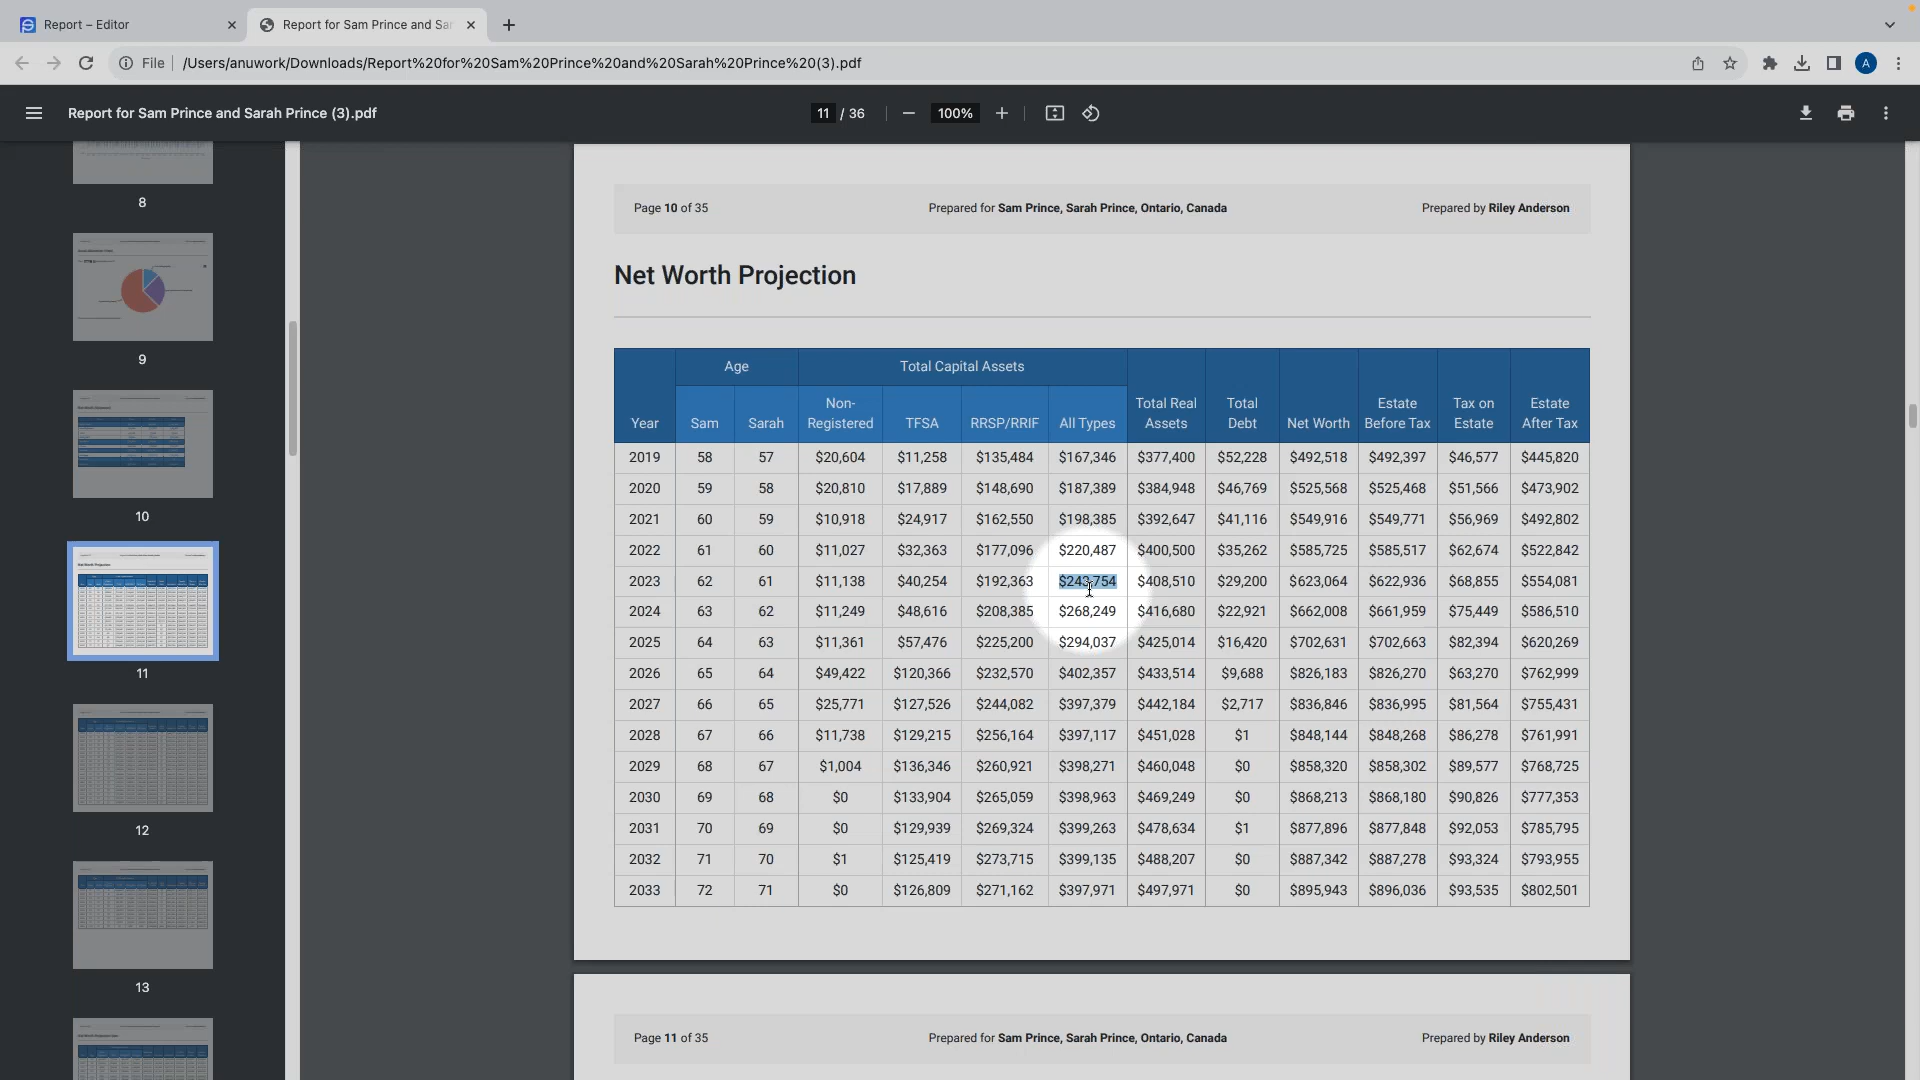 Report – Editor
Report for Sam Prince and Sar
File
/Users/anuwork/Downloads/Report%20for%20Sam%20Prince%20and%20Sarah%20Prince%20(3).pdf
A
Report for Sam Prince and Sarah Prince (3).pdf
11 / 36
100%
8
9
10
11
12
13
Page 10 of 35 Prepared for Sam Prince, Sarah Prince, Ontario, Canada Prepared by Riley Anderson
Net Worth Projection
Age Total Capital Assets
Non- Total Real Total Estate Tax on Estate
Year Sam Sarah Registered TFSA RRSP/RRIF All Types Assets Debt Net Worth Before Tax Estate After Tax
2019 58 57 $20,604 $11,258 $135,484 $167,346 $377,400 $52,228 $492,518 $492,397 $46,577 $445,820
2020 59 58 $20,810 $17,889 $148,690 $187,389 $384,948 $46,769 $525,568 $525,468 $51,566 $473,902
2021 60 59 $10,918 $24,917 $162,550 $198,385 $392,647 $41,116 $549,916 $549,771 $56,969 $492,802
2022 61 60 $11,027 $32,363 $177,096 $220,487 $400,500 $35,262 $585,725 $585,517 $62,674 $522,842
2023 62 61 $11,138 $40,254 $192,363 $243,754 $408,510 $29,200 $623,064 $622,936 $68,855 $554,081
2024 63 62 $11,249 $48,616 $208,385 $268,249 $416,680 $22,921 $662,008 $661,959 $75,449 $586,510
2025 64 63 $11,361 $57,476 $225,200 $294,037 $425,014 $16,420 $702,631 $702,663 $82,394 $620,269
2026 65 64 $49,422 $120,366 $232,570 $402,357 $433,514 $9,688 $826,183 $826,270 $63,270 $762,999
2027 66 65 $25,771 $127,526 $244,082 $397,379 $442,184 $2,717 $836,846 $836,995 $81,564 $755,431
2028 67 66 $11,738 $129,215 $256,164 $397,117 $451,028 $1 $848,144 $848,268 $86,278 $761,991
2029 68 67 $1,004 $136,346 $260,921 $398,271 $460,048 $0 $858,320 $858,302 $89,577 $768,725
2030 69 68 $0 $133,904 $265,059 $398,963 $469,249 $0 $868,213 $868,180 $90,826 $777,353
2031 70 69 $0 $129,939 $269,324 $399,263 $478,634 $1 $877,896 $877,848 $92,053 $785,795
2032 71 70 $1 $125,419 $273,715 $399,135 $488,207 $0 $887,342 $887,278 $93,324 $793,955
2033 72 71 $0 $126,809 $271,162 $397,971 $497,971 $0 $895,943 $896,036 $93,535 $802,501
Page 11 of 35 Prepared for Sam Prince, Sarah Prince, Ontario, Canada Prepared by Riley Anderson